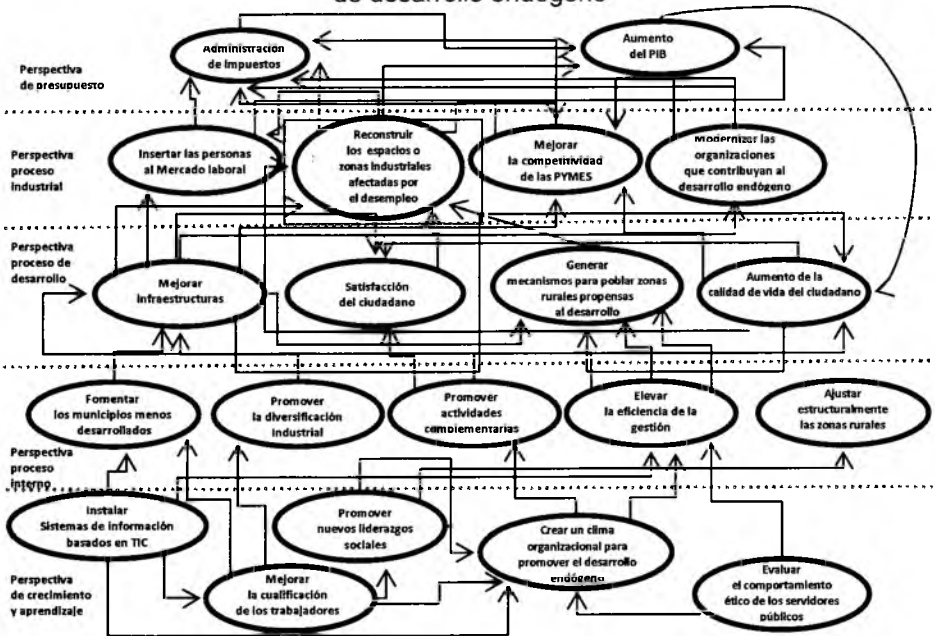 de desarrollo endógeno
Administración
de Impuestos
Aumento
del PIB
Perspectiva
de presupuesto
Perspectiva
proceso
industrial
Insertar las personas
al Mercado laboral
Reconstruir
los espacios o
zonas industriales
afectadas por
el desempleo
Mejorar
la competitividad
de las PYMES
Modernizar las
organizaciones
que contribuyan al
desarrollo endógeno
Perspectiva
proceso de
desarrollo
Mejorar
Infraestructuras
Satisfacción
del ciudadano
Generar
mecanismos para poblar zonas
rurales propensas
al desarrollo
Aumento de la
calidad de vida del ciudadano
Fomentar
los municipios menos
desarrollados
Promover
la diversificación
Industrial
Promover
actividades
complementarias
Elevar
la eficiencia de la
gestión
Ajustar
estructuralmente
las zonas rurales
Perspectiva
proceso
interno
Instalar
Sistemas de información
basados en TIC
Promover
nuevos liderazgos
sociales
Crear un clima
organizacional para
promover el desarrollo
endógeno
Perspectiva
de crecimiento
y aprendizaje
Mejorar
la cualificación
de los trabajadores
Evaluar
el comportamiento
ético de los servidores
públicos